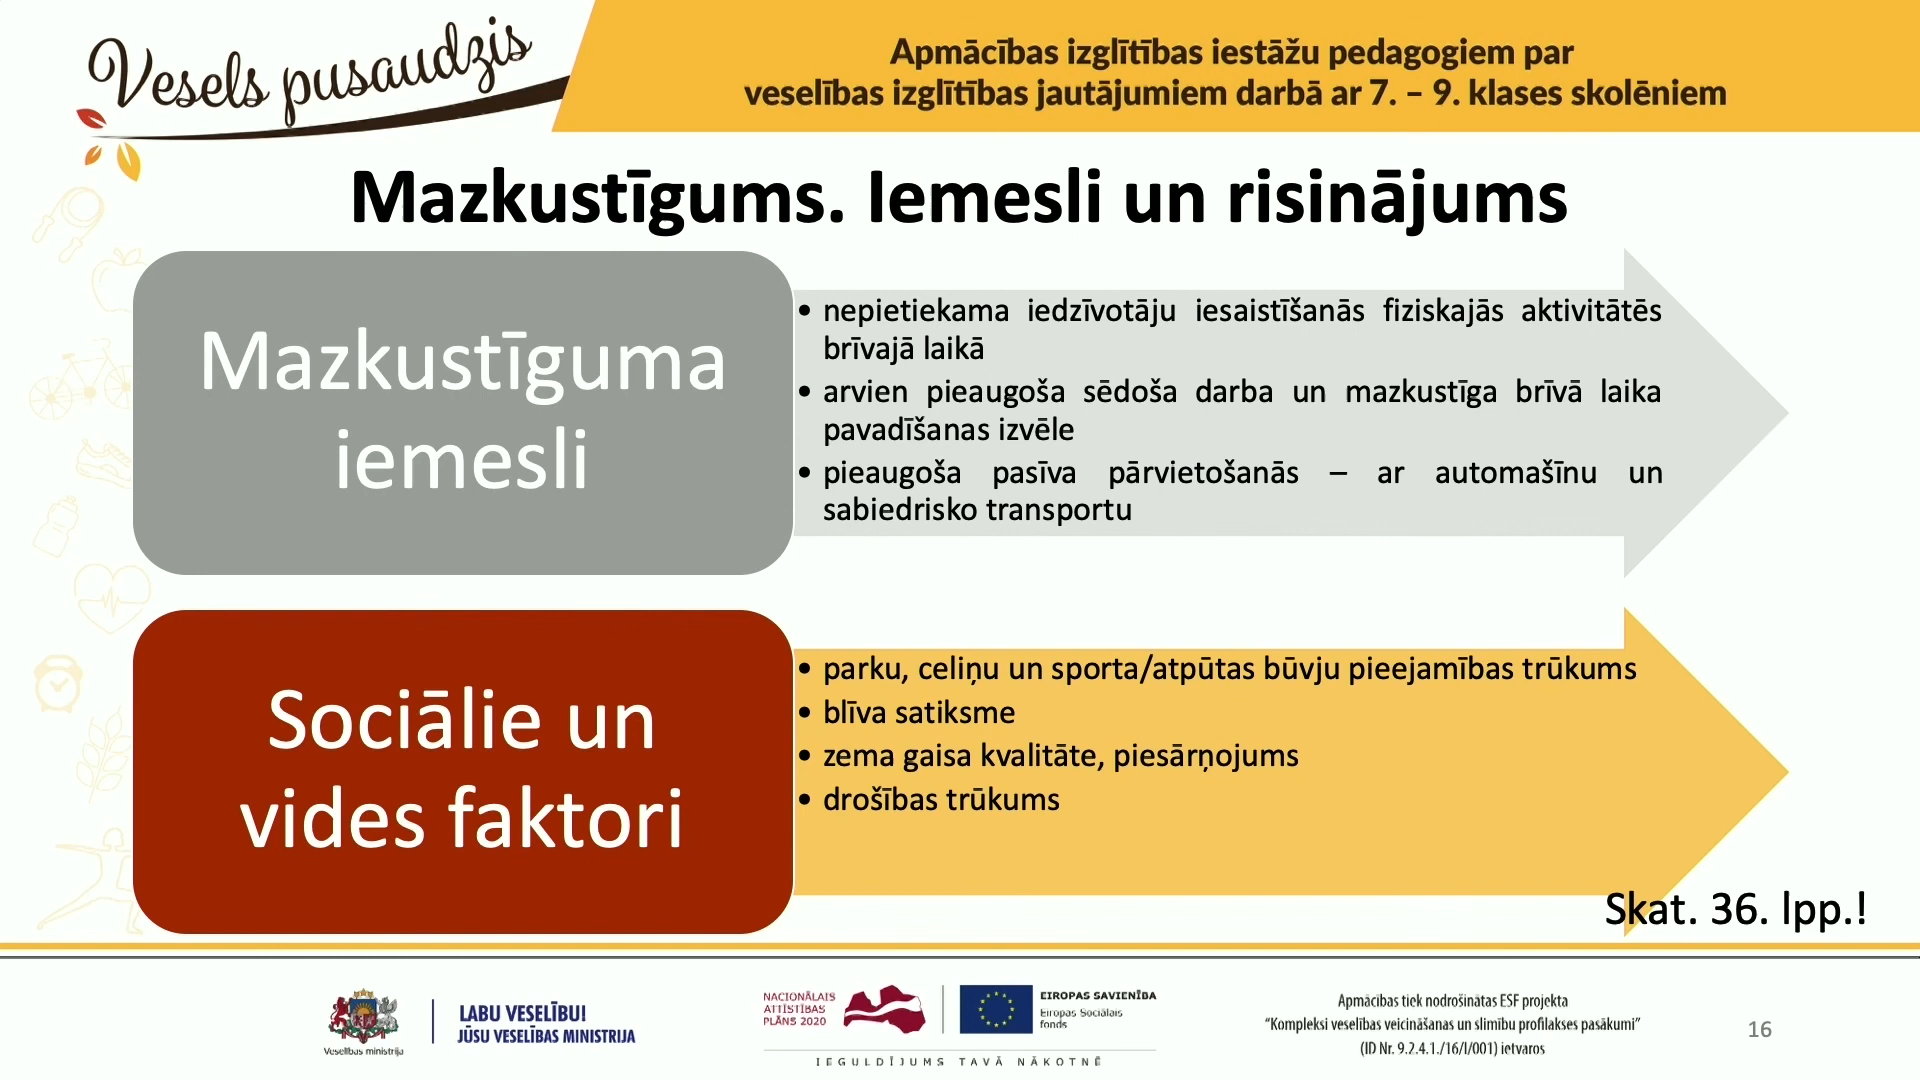 Vesels pusaudzis
Apmācības izglītības iestāžu pedagogiem par
veselības izglītības jautājumiem darbā ar 7. – 9. klases skolēniem
Mazkustīgums. Iemesli un risinājums
Mazkustīguma
iemesli
• nepietiekama iedzīvotāju iesaistīšanās fiziskajās aktivitātēs
brīvajā laikā
• arvien pieaugoša sēdoša darba un mazkustīga brīvā laika
pavadīšanas izvēle
• pieaugoša pasīva pārvietošanās – ar automašīnu un
sabiedrisko transportu
Sociālie un
vides faktori
• parku, celiņu un sporta/atpūtas būvju pieejamības trūkums
• blīva satiksme
• zema gaisa kvalitāte, piesārņojums
• drošības trūkums
Skat. 36. lpp.!
Veselības ministrija
LABU VESELĪBU!
JŪSU VESELĪBAS MINISTRIJA
NACIONĀLAIS
ATTĪSTĪBAS
PLĀNS 2020
EIROPAS SAVIENĪBA
Eiropas Sociālais
fonds
IEGULDĪJUMS TAVĀ NĀKOTNĒ
Apmācības tiek nodrošinātas ESF projekta
“Kompleksi veselības veicināšanas un slimību profilakses pasākumi”
(ID Nr. 9.2.4.1./16/I/001) ietvaros
16